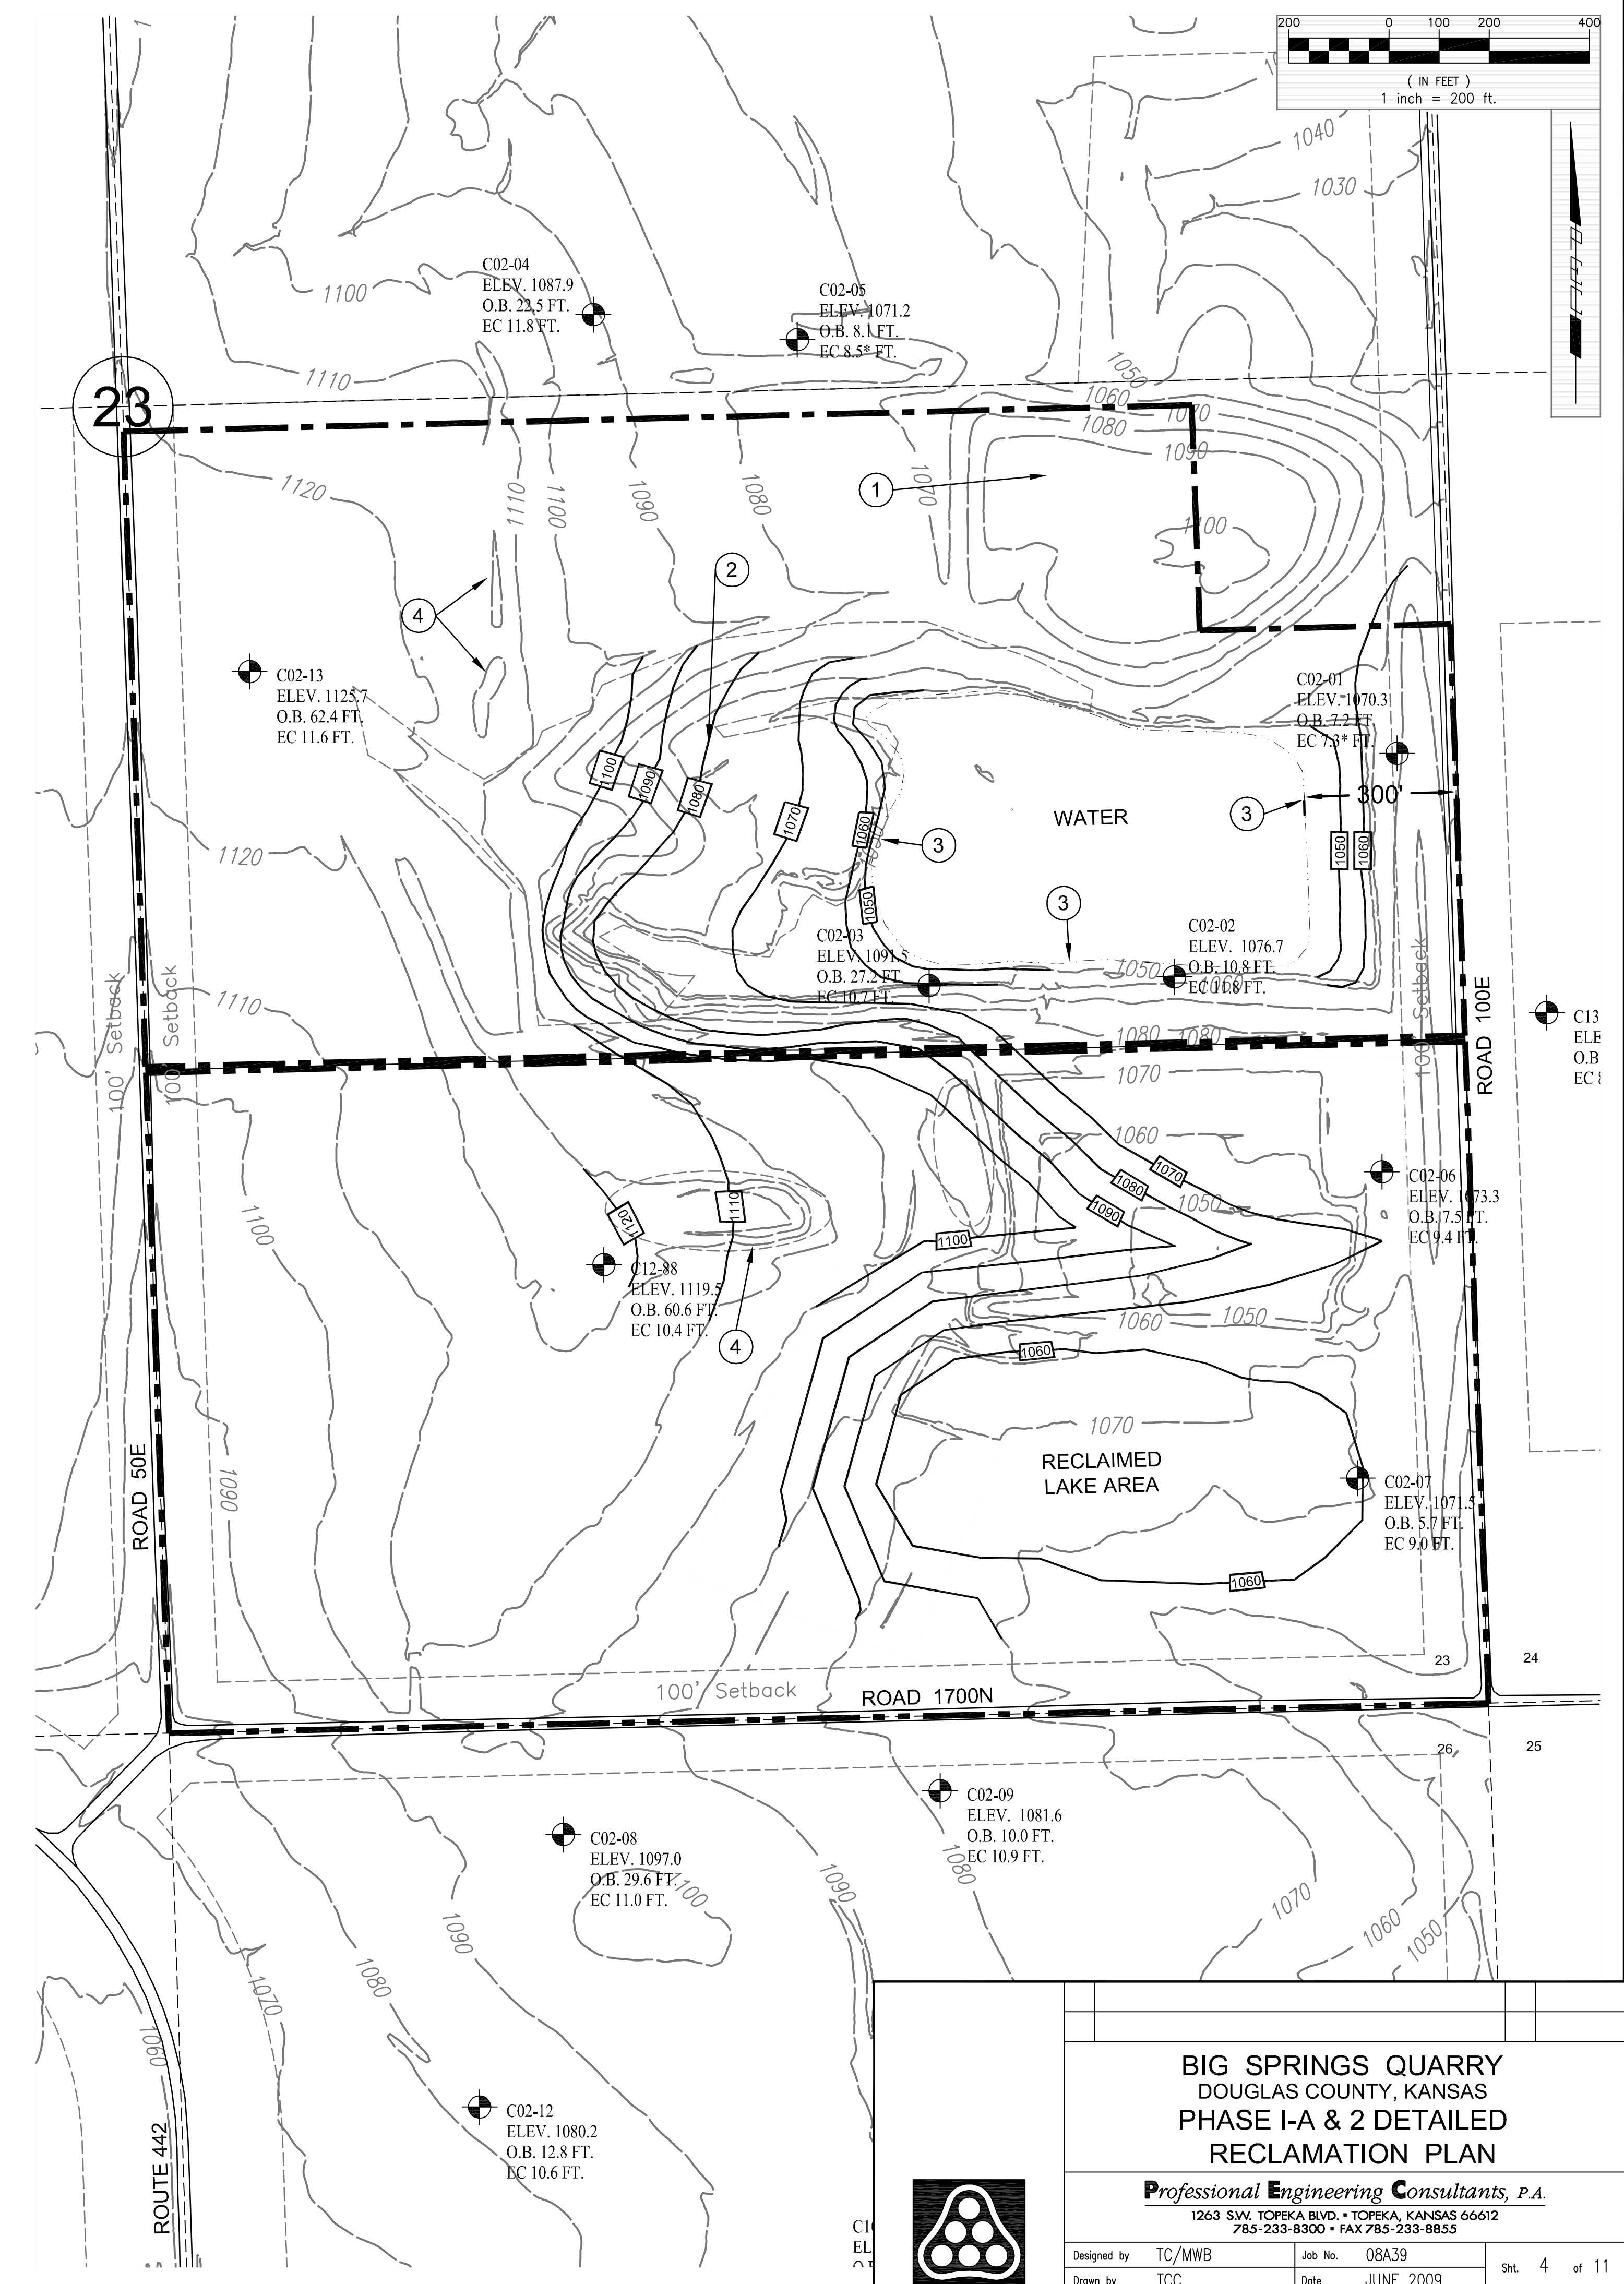 200 0 100 200 400
( IN FEET )
1 inch = 200 ft.
1040
1030
C02-04
ELEV. 1087.9
O.B. 22.5 FT.
EC 11.8 FT.
C02-05
ELEV. 1071.2
O.B. 8.1 FT.
EC 8.5* FT.
1100
1110
1050
1060
1070
1080
1090
23
1120
1110
1100
1090
1080
1070
1
1100
2
4
C02-13
ELEV. 1125.7
O.B. 62.4 FT.
EC 11.6 FT.
C02-01
ELEV. 1070.3
O.B. 7.2 FT.
EC 7.3* FT.
1100
1090
1080
1070
1060
1050
WATER
3
3
300'
1050
1060
1120
3
1050
C02-03
ELEV. 1091.5
O.B. 27.2 FT.
EC 10.7 FT.
C02-02
ELEV. 1076.7
O.B. 10.8 FT.
EC 11.8 FT.
1050
1060
1110
100' Setback
100' Setback
100' Setback
ROAD 100E
C13
ELE
O.B
EC
1080 1080
1070
1060
1070
1080
1090
1050
C02-06
ELEV. 1073.3
O.B. 7.5 FT.
EC 9.4 FT.
1100
1120
1110
1100
C12-88
ELEV. 1119.5
O.B. 60.6 FT.
EC 10.4 FT.
4
1060
1050
1060
1070
RECLAIMED
LAKE AREA
C02-07
ELEV. 1071.5
O.B. 5.7 FT.
EC 9.0 FT.
ROAD 50E
1090
1060
23
24
100' Setback
ROAD 1700N
26
25
C02-09
ELEV. 1081.6
O.B. 10.0 FT.
EC 10.9 FT.
C02-08
ELEV. 1097.0
O.B. 29.6 FT.
EC 11.0 FT.
1100
1090
1080
1070
1060
1050
1090
1080
1070
1060
C02-12
ELEV. 1080.2
O.B. 12.8 FT.
EC 10.6 FT.
ROUTE 442
BIG SPRINGS QUARRY
DOUGLAS COUNTY, KANSAS
PHASE I-A & 2 DETAILED
RECLAMATION PLAN
Professional Engineering Consultants, P.A.
1263 S.W. TOPEKA BLVD. • TOPEKA, KANSAS 66612
785-233-8300 • FAX 785-233-8855
Designed by TC/MWB Job No. 08A39
Sht. 4 of 11
Drawn by TCC Date JUNE 2009